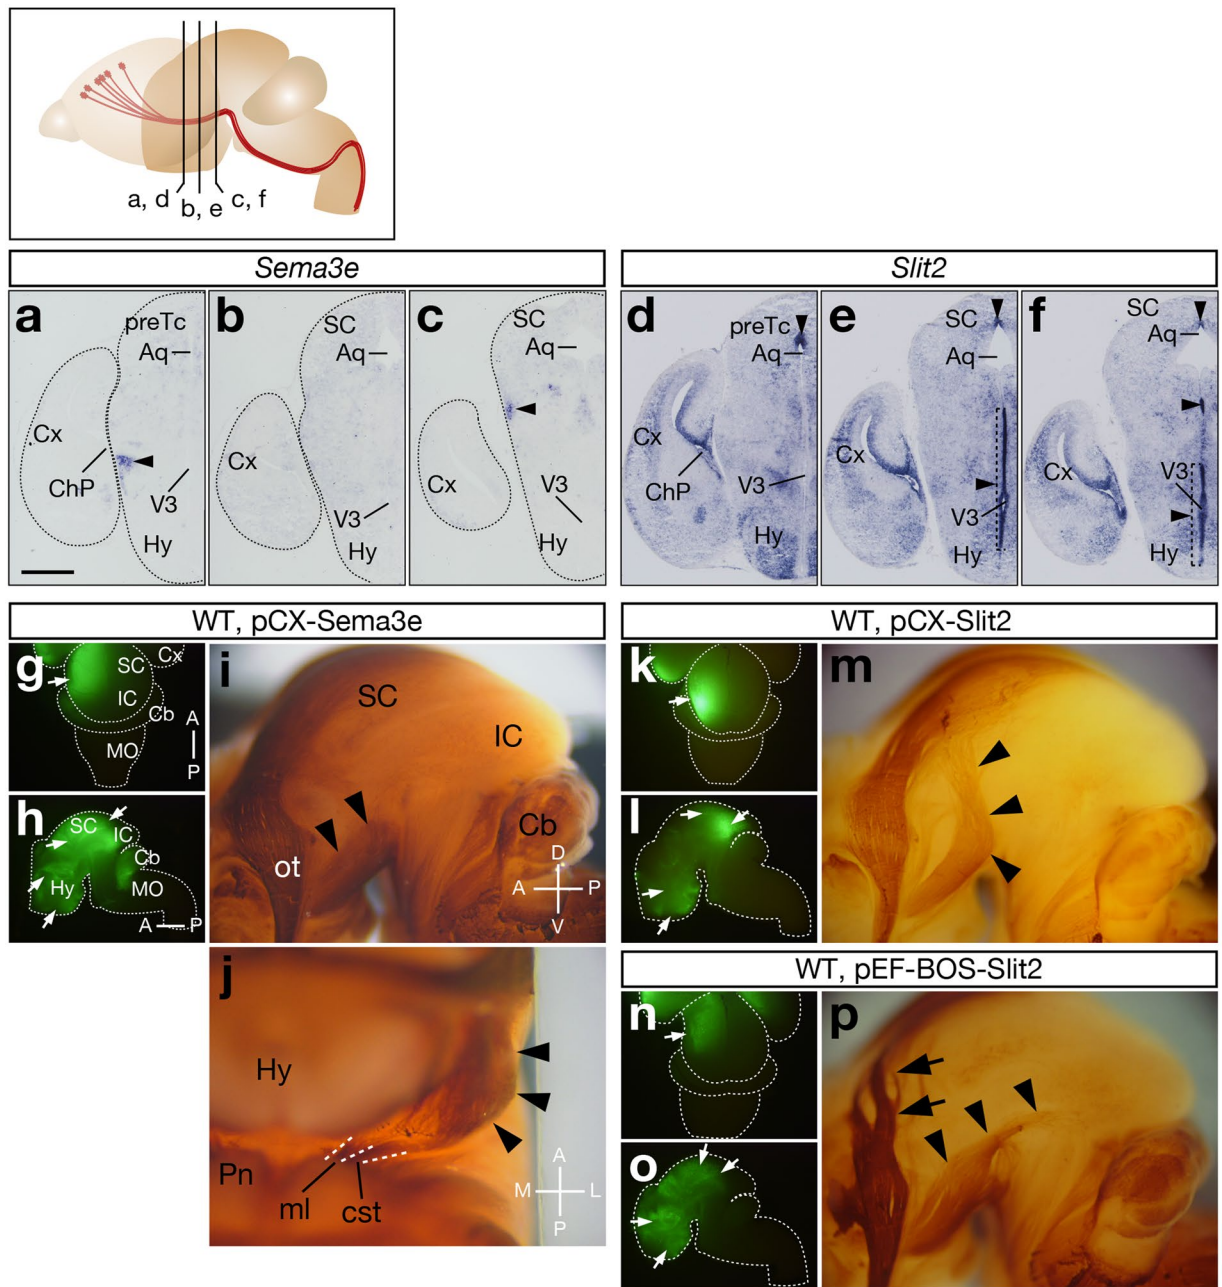 a, d
b, e
c, f
Sema3e
Slit2
a
preTc
Aq
Cx
ChP
V3
Hy
b
SC
Aq
Cx
V3
Hy
c
SC
Aq
Cx
V3
Hy
d
preTc
Aq
Cx
ChP
V3
Hy
e
SC
Aq
Cx
V3
Hy
f
SC
Aq
Cx
V3
Hy
WT, pCX-Sema3e
WT, pCX-Slit2
g
SC
Cx
IC
Cb
A
MO
P
h
SC
IC
Cb
Hy
MO
A
P
i
SC
IC
Cb
ot
D
A
P
V
j
Hy
Pn
ml
cst
A
M
L
P
k
l
m
WT, pEF-BOS-Slit2
n
o
p